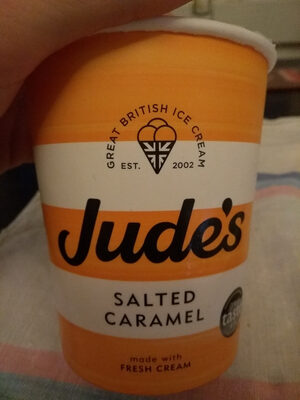 GREAT BRITISH ICE CREAM
EST. 2002
Jude's
SALTED
CARAMEL
made with
FRESH CREAM